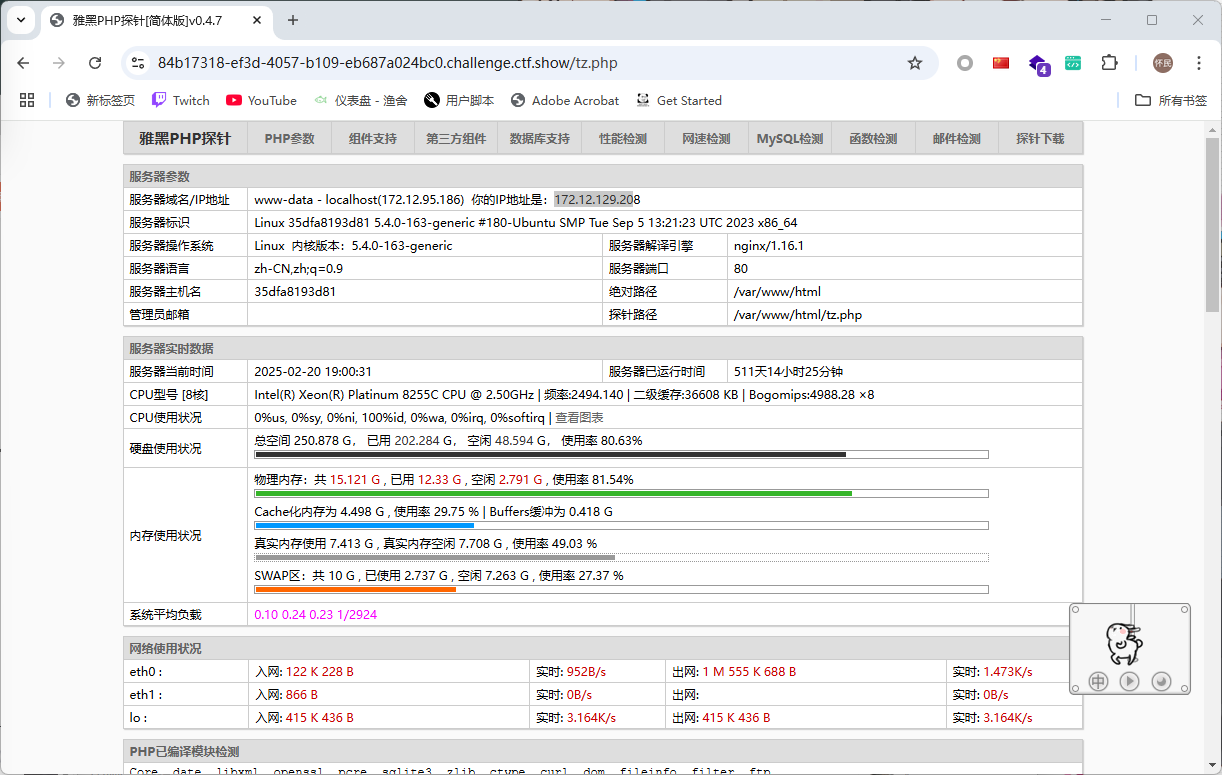 雅黑PHP探针[简体版]v0.4.7
84b17318-ef3d-4057-b109-eb687a024bc0.challenge.ctf.show/tz.php
4
怀民
新标签页 Twitch YouTube 仪表盘 - 渔舍 用户脚本 Adobe Acrobat Get Started 所有书签
雅黑PHP探针 PHP参数 组件支持 第三方组件 数据库支持 性能检测 网速检测 MySQL检测 函数检测 邮件检测 探针下载
服务器参数
服务器域名/IP地址 www-data - localhost(172.12.95.186) 你的IP地址是：172.12.129.208
服务器标识 Linux 35dfa8193d81 5.4.0-163-generic #180-Ubuntu SMP Tue Sep 5 13:21:23 UTC 2023 x86_64
服务器操作系统 Linux 内核版本：5.4.0-163-generic 服务器解译引擎 nginx/1.16.1
服务器语言 zh-CN,zh;q=0.9 服务器端口 80
服务器主机名 35dfa8193d81 绝对路径 /var/www/html
管理员邮箱 探针路径 /var/www/html/tz.php
服务器实时数据
服务器当前时间 2025-02-20 19:00:31 服务器已运行时间 511天14小时25分钟
CPU型号 [8核] Intel(R) Xeon(R) Platinum 8255C CPU @ 2.50GHz | 频率:2494.140 | 二级缓存:36608 KB | Bogomips:4988.28 ×8
CPU使用状况 0%us, 0%sy, 0%ni, 100%id, 0%wa, 0%irq, 0%softirq | 查看图表
硬盘使用状况 总空间 250.878 G， 已用 202.284 G， 空闲 48.594 G， 使用率 80.63%
内存使用状况 物理内存：共 15.121 G , 已用 12.33 G , 空闲 2.791 G , 使用率 81.54%
Cache化内存为 4.498 G , 使用率 29.75 % | Buffers缓冲为 0.418 G
真实内存使用 7.413 G , 真实内存空闲 7.708 G , 使用率 49.03 %
SWAP区：共 10 G , 已使用 2.737 G , 空闲 7.263 G , 使用率 27.37 %
系统平均负载 0.10 0.24 0.23 1/2924
网络使用状况
eth0 : 入网: 122 K 228 B 实时: 952B/s 出网: 1 M 555 K 688 B 实时: 1.473K/s
eth1 : 入网: 866 B 实时: 0B/s 出网: 实时: 0B/s
lo : 入网: 415 K 436 B 实时: 3.164K/s 出网: 415 K 436 B 实时: 3.164K/s
中
PHP已编译模块检测
Core date libxml openssl pcre sqlite3 zlib ctype curl dom fileinfo filter ftp